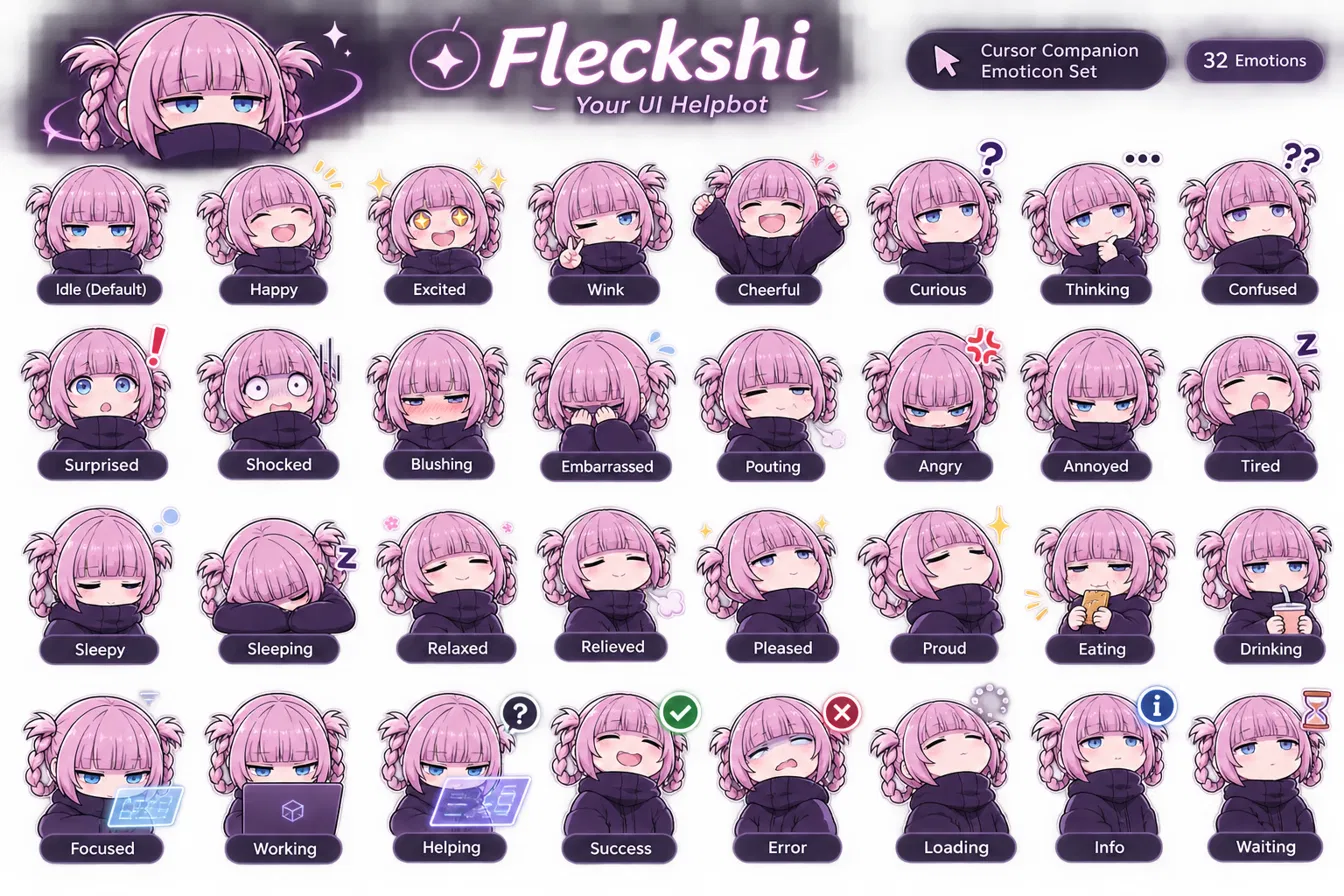 Fleckshi
Your UI Helpbot
Cursor Companion
Emoticon Set
32 Emotions
?
...
??
Idle (Default)
Happy
Excited
Wink
Cheerful
Curious
Thinking
Confused
!
Z
Surprised
Shocked
Blushing
Embarrassed
Pouting
Angry
Annoyed
Tired
Z
Sleepy
Sleeping
Relaxed
Relieved
Pleased
Proud
Eating
Drinking
?
i
Focused
Working
Helping
Success
Error
Loading
Info
Waiting